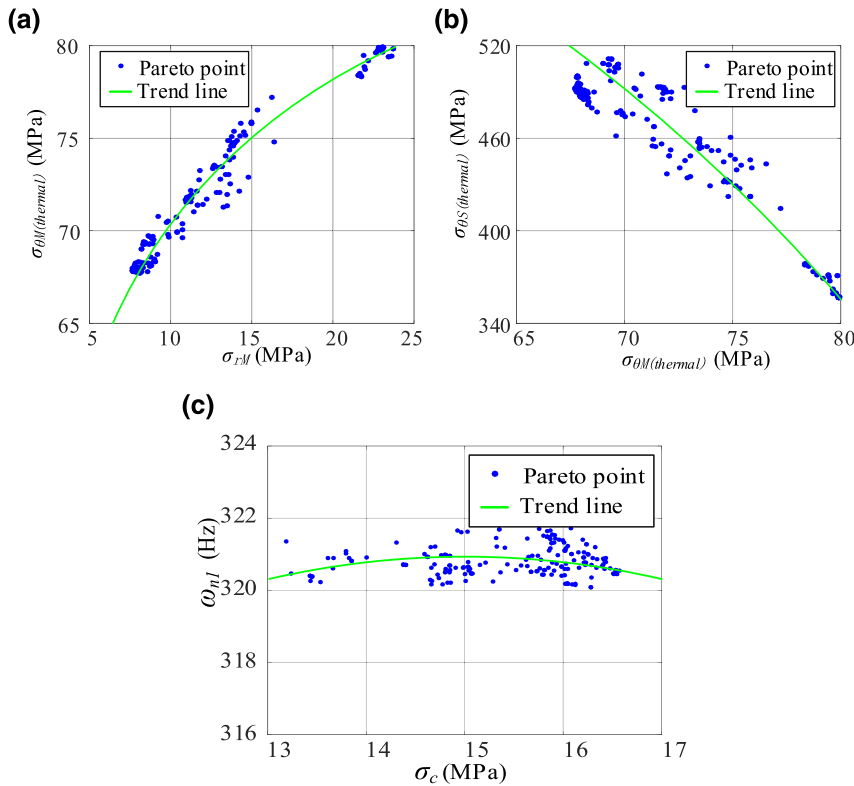 (a)
80
75
70
65
σθM(thermal) (MPa)
Pareto point
Trend line
5
10
15
20
25
σrM (MPa)
(b)
520
460
400
340
σθS(thermal) (MPa)
Pareto point
Trend line
65
70
75
80
σθM(thermal) (MPa)
(c)
324
322
320
318
316
ωn1 (Hz)
Pareto point
Trend line
13
14
15
16
17
σc (MPa)